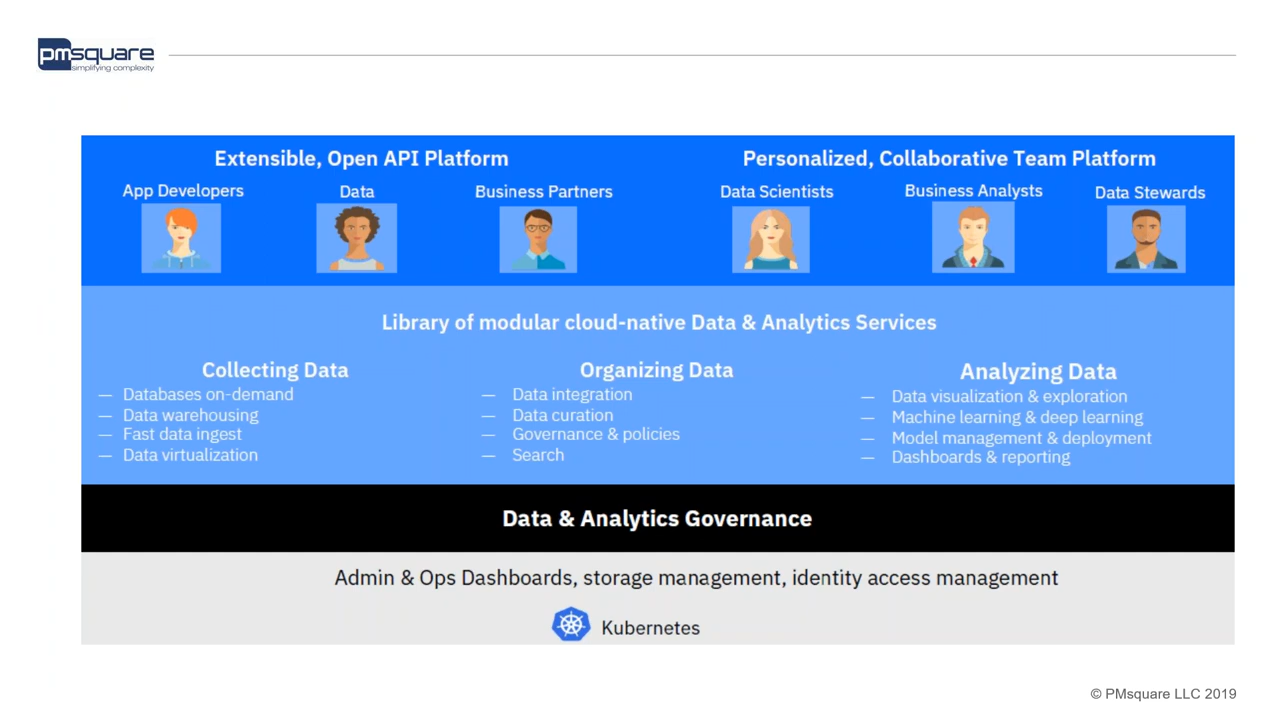 pmsquare
simplifying complexity
Extensible, Open API Platform
Personalized, Collaborative Team Platform
App Developers
Data
Business Partners
Data Scientists
Business Analysts
Data Stewards
Library of modular cloud-native Data & Analytics Services
Collecting Data
— Databases on-demand
— Data warehousing
— Fast data ingest
— Data virtualization
Organizing Data
— Data integration
— Data curation
— Governance & policies
— Search
Analyzing Data
— Data visualization & exploration
— Machine learning & deep learning
— Model management & deployment
— Dashboards & reporting
Data & Analytics Governance
Admin & Ops Dashboards, storage management, identity access management
Kubernetes
© PMsquare LLC 2019